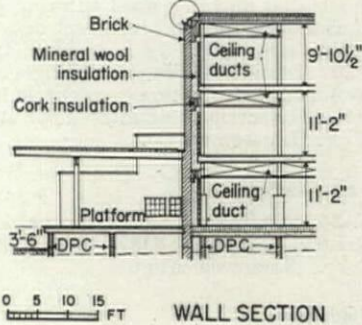 Brick
Mineral wool
insulation
Cork insulation
Ceiling
ducts
9'-10½"
11'-2"
11'-2"
Ceiling
duct
Platform
3'-6"
DPC
DPC
0 5 10 15 FT
WALL SECTION